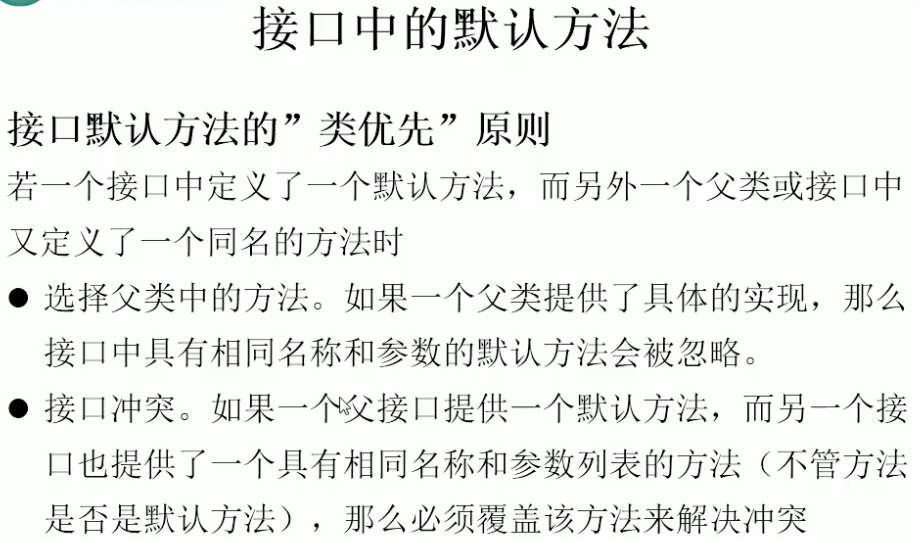 接口中的默认方法
接口默认方法的”类优先”原则
若一个接口中定义了一个默认方法，而另外一个父类或接口中
又定义了一个同名的方法时
● 选择父类中的方法。如果一个父类提供了具体的实现，那么
接口中具有相同名称和参数的默认方法会被忽略。
● 接口冲突。如果一个父接口提供一个默认方法，而另一个接
口也提供了一个具有相同名称和参数列表的方法（不管方法
是否是默认方法），那么必须覆盖该方法来解决冲突